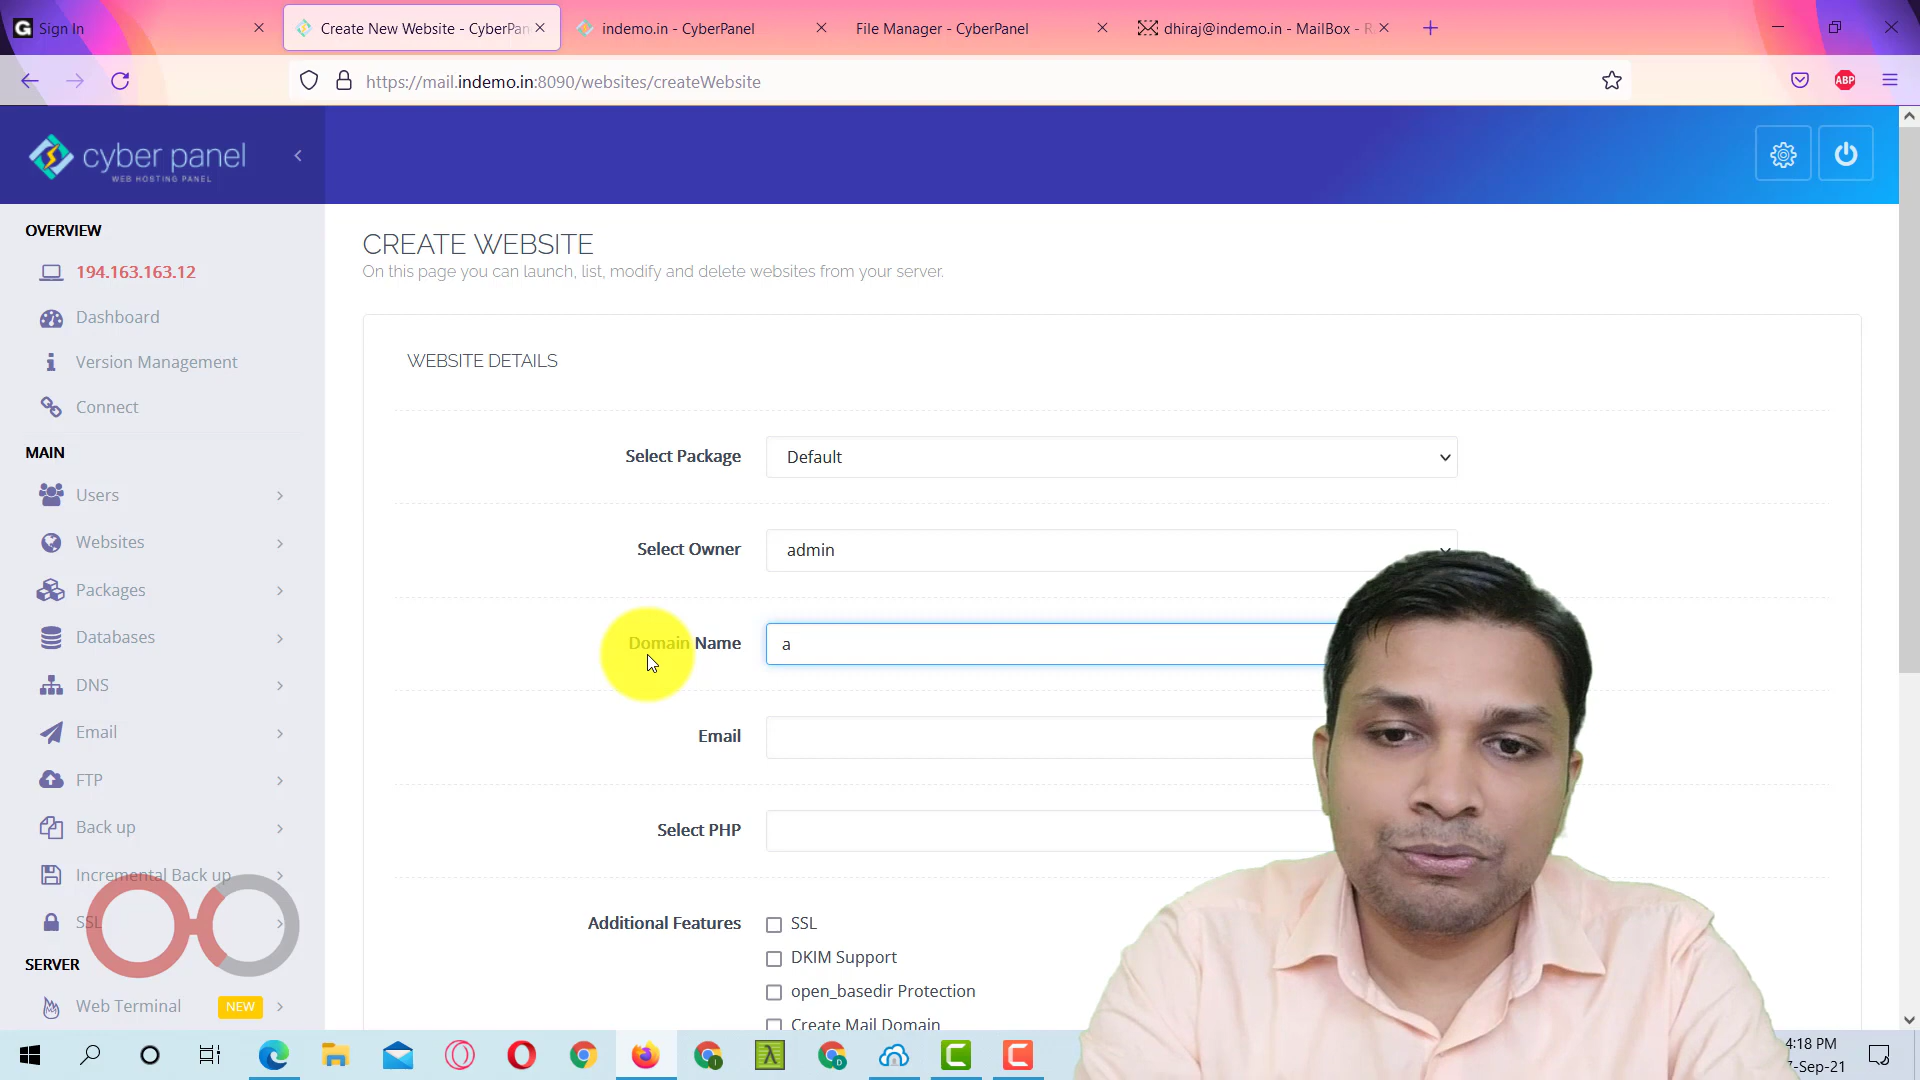 Sign In
Create New Website - CyberPan
indemo.in - CyberPanel
File Manager - CyberPanel
dhiraj@indemo.in - MailBox - R
https://mail.indemo.in:8090/websites/createWebsite
ABP
cyber panel
WEB HOSTING PANEL
OVERVIEW
194.163.163.12
Dashboard
Version Management
Connect
MAIN
Users
Websites
Packages
Databases
DNS
Email
FTP
Back up
Incremental Back up
SSL
SERVER
Web Terminal NEW
CREATE WEBSITE
On this page you can launch, list, modify and delete websites from your server.
WEBSITE DETAILS
Select Package Default
Select Owner admin
Domain Name a
Email
Select PHP
Additional Features SSL
DKIM Support
open_basedir Protection
Create Mail Domain
4:18 PM
7-Sep-21